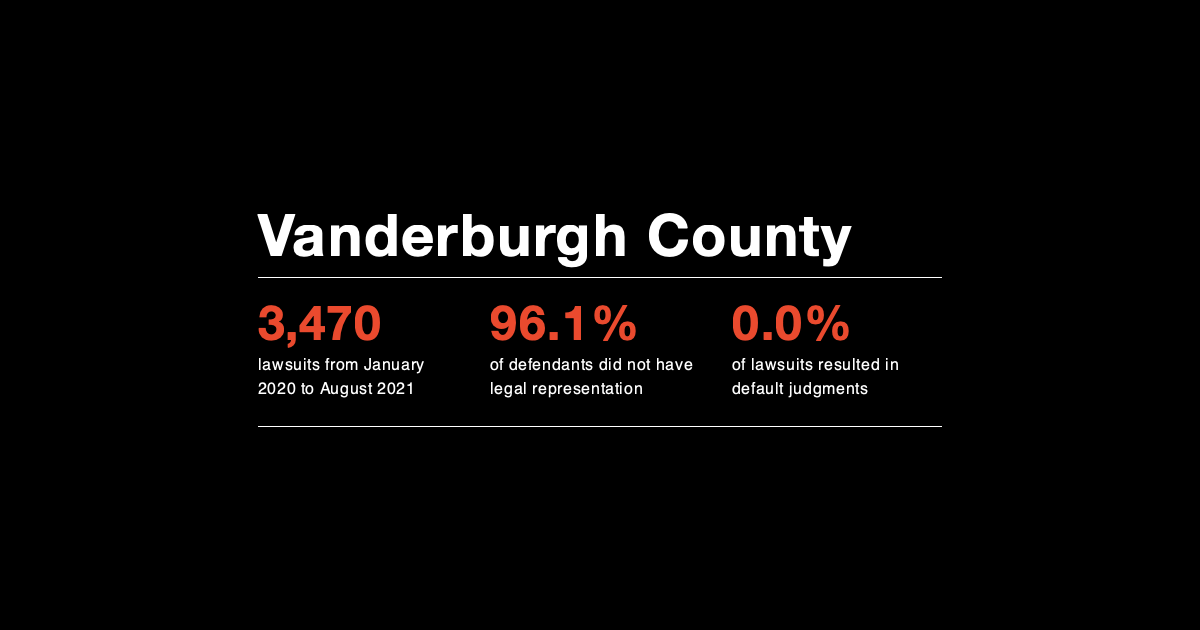 Vanderburgh County
3,470
lawsuits from January
2020 to August 2021
96.1%
of defendants did not have
legal representation
0.0%
of lawsuits resulted in
default judgments